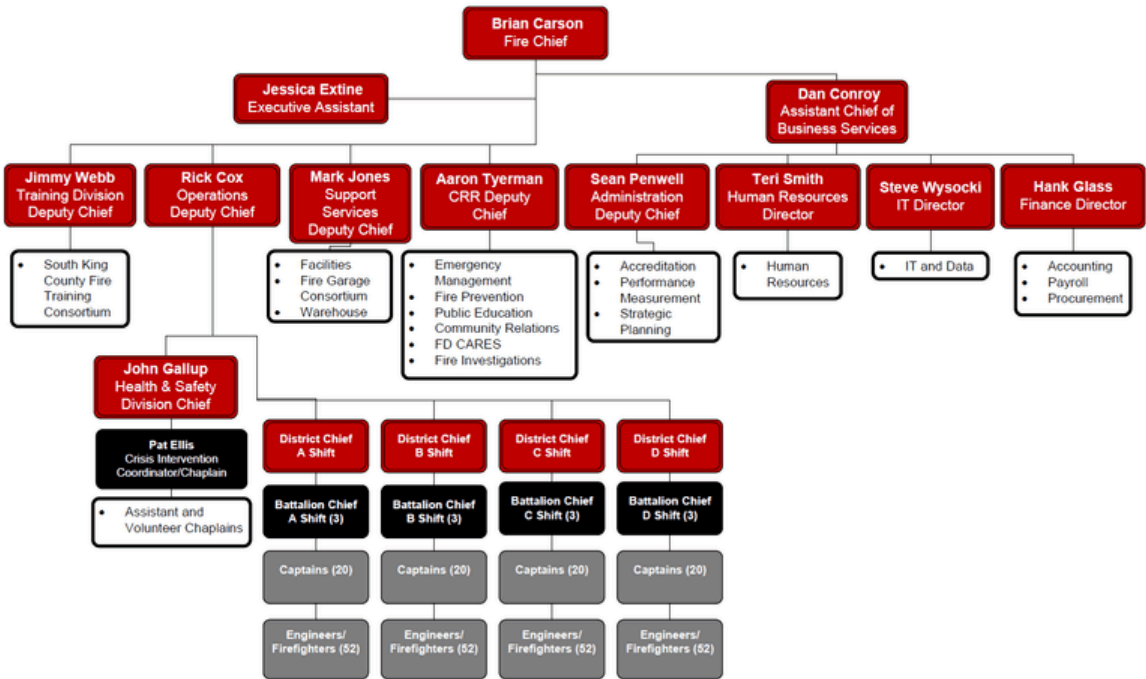 Brian Carson
Fire Chief
Jessica Extine
Executive Assistant
Dan Conroy
Assistant Chief of
Business Services
Jimmy Webb
Training Division
Deputy Chief
Rick Cox
Operations
Deputy Chief
Mark Jones
Support
Services
Deputy Chief
Aaron Tyerman
CRR Deputy
Chief
Sean Penwell
Administration
Deputy Chief
Teri Smith
Human Resources
Director
Steve Wysocki
IT Director
Hank Glass
Finance Director
• South King
County Fire
Training
Consortium
• Facilities
• Fire Garage
Consortium
• Warehouse
• Emergency
Management
• Fire Prevention
• Public Education
• Community Relations
• FD CARES
• Fire Investigations
• Accreditation
• Performance
Measurement
• Strategic
Planning
• Human
Resources
• IT and Data
• Accounting
• Payroll
• Procurement
John Gallup
Health & Safety
Division Chief
Pat Ellis
Crisis Intervention
Coordinator/Chaplain
• Assistant and
Volunteer Chaplains
District Chief
A Shift
Battalion Chief
A Shift (3)
Captains (20)
Engineers/
Firefighters (52)
District Chief
B Shift
Battalion Chief
B Shift (3)
Captains (20)
Engineers/
Firefighters (52)
District Chief
C Shift
Battalion Chief
C Shift (3)
Captains (20)
Engineers/
Firefighters (52)
District Chief
D Shift
Battalion Chief
D Shift (3)
Captains (20)
Engineers/
Firefighters (52)